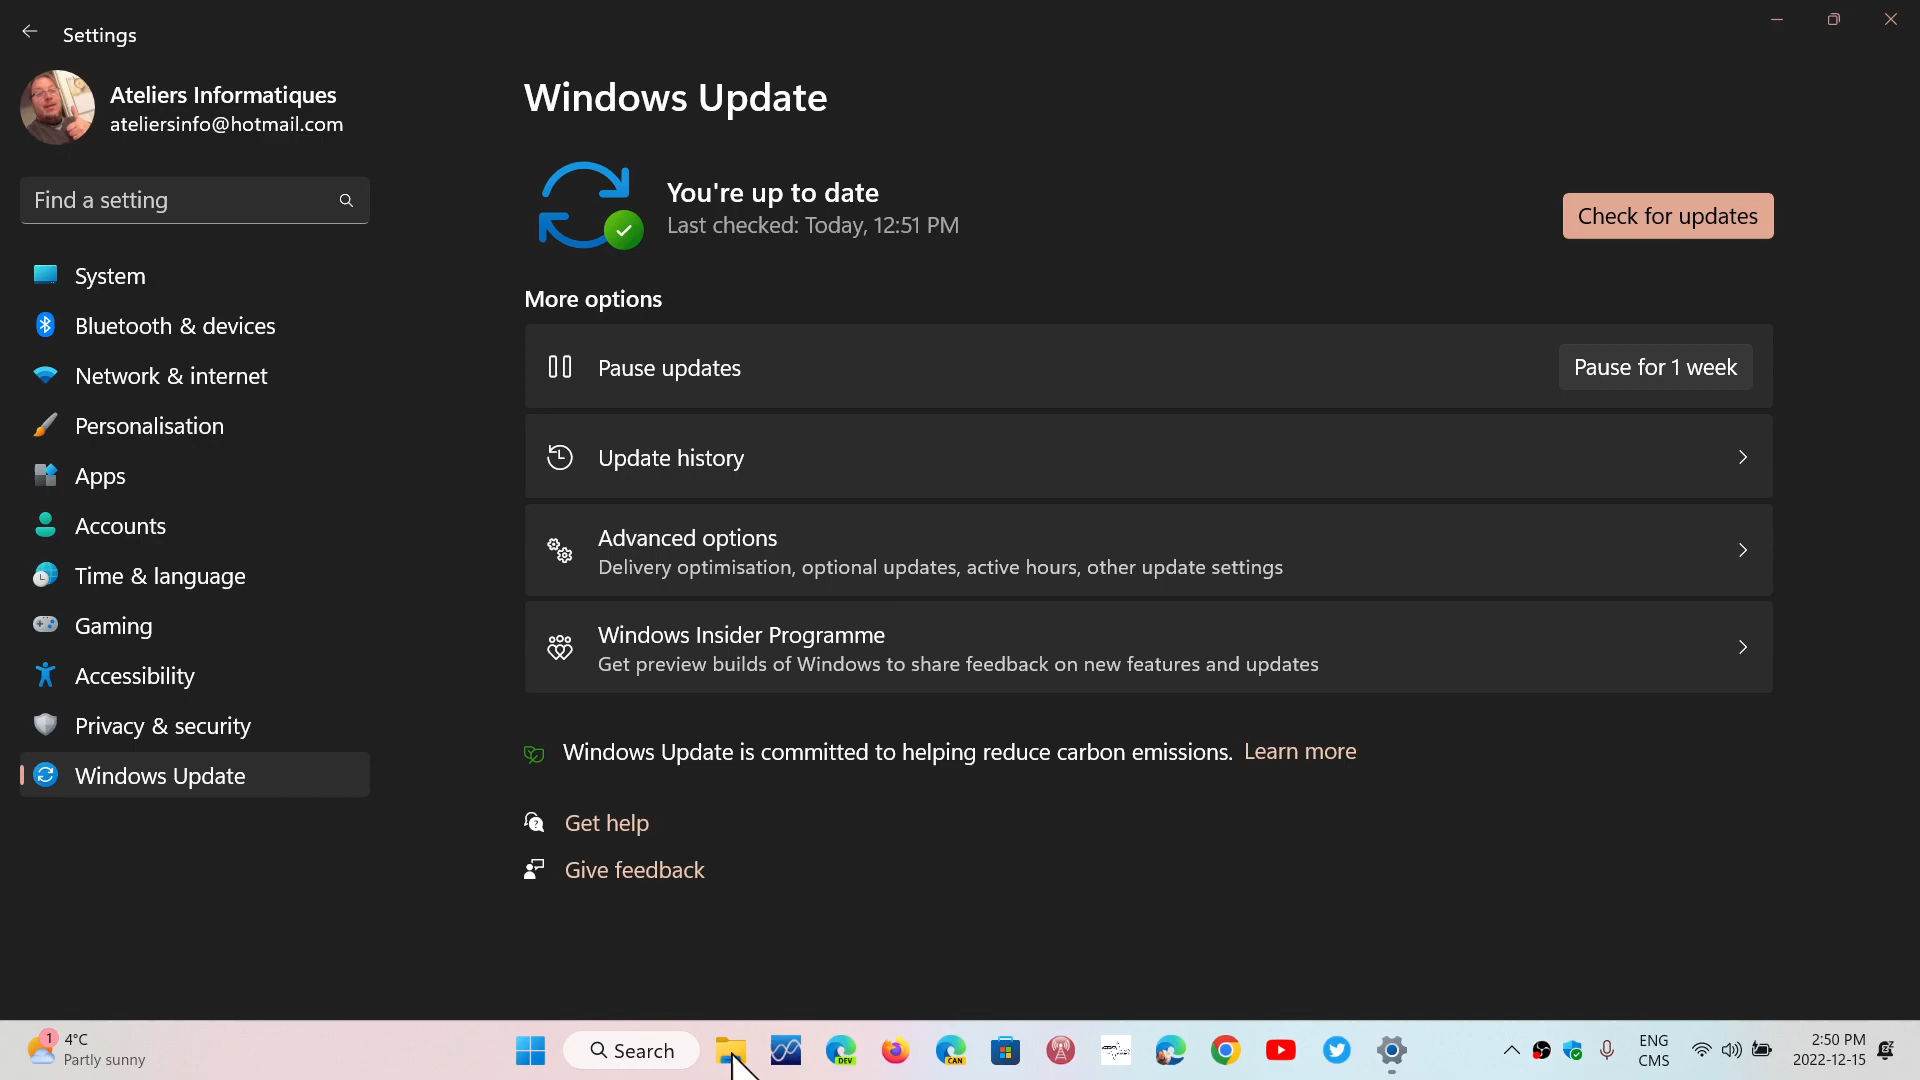 Settings
Ateliers Informatiques
ateliersinfo@hotmail.com
Find a setting
System
Bluetooth & devices
Network & internet
Personalisation
Apps
Accounts
Time & language
Gaming
Accessibility
Privacy & security
Windows Update
Windows Update
You're up to date
Last checked: Today, 12:51 PM
Check for updates
More options
Pause updates
Pause for 1 week
Update history
Advanced options
Delivery optimisation, optional updates, active hours, other update settings
Windows Insider Programme
Get preview builds of Windows to share feedback on new features and updates
Windows Update is committed to helping reduce carbon emissions. Learn more
Get help
Give feedback
1
4°C
Partly sunny
Search
DEV
CAN
ENG
CMS
2:50 PM
2022-12-15